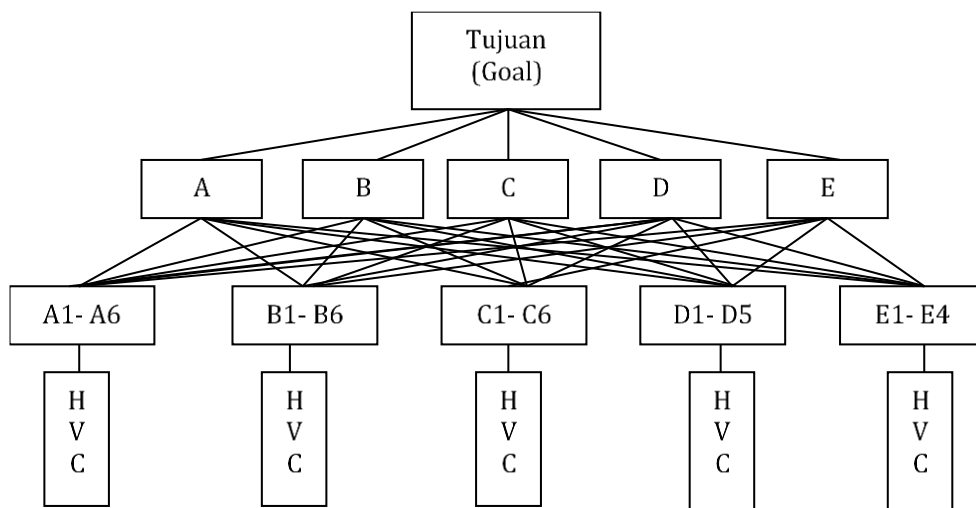 Tujuan
(Goal)
A
B
C
D
E
A1- A6
B1- B6
C1- C6
D1- D5
E1- E4
H
V
C
H
V
C
H
V
C
H
V
C
H
V
C